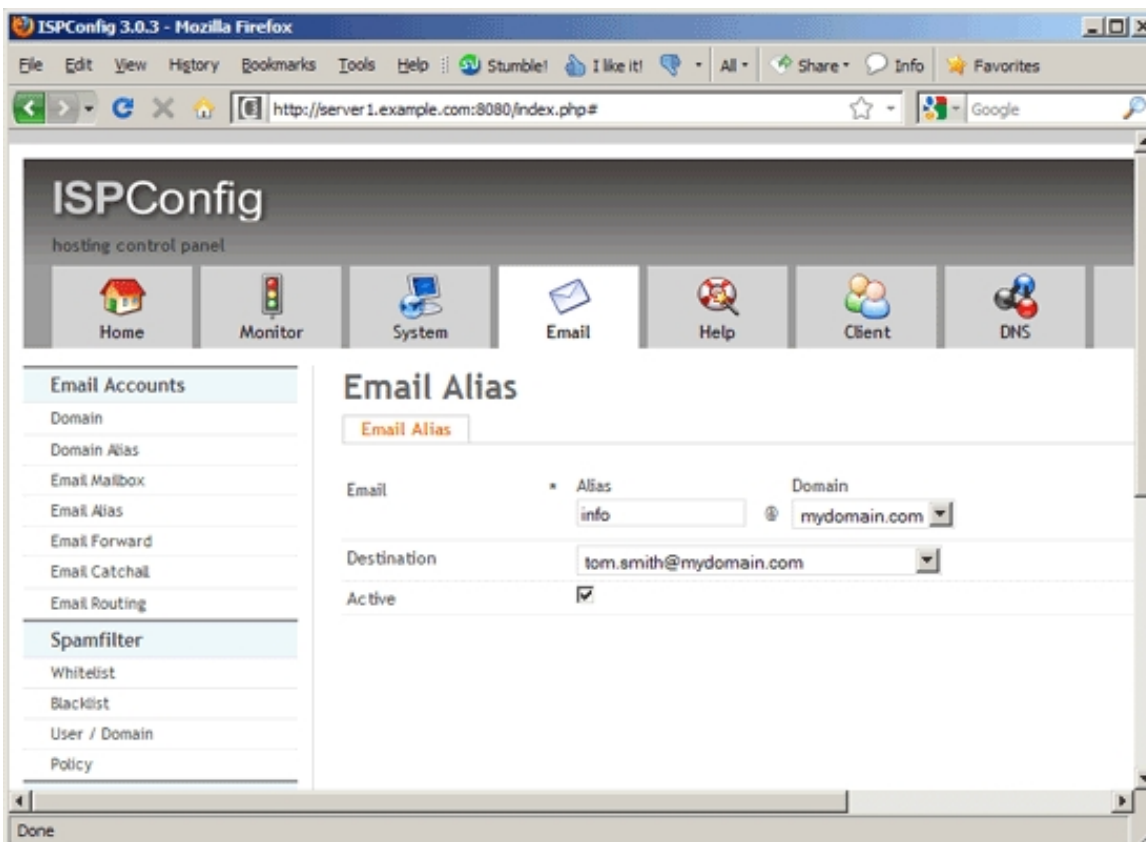 ISPConfig 3.0.3 - Mozilla Firefox
File Edit View History Bookmarks Tools Help Stumble! I like it! All Share Info Favorites
http://server1.example.com:8080/index.php# Google
ISPConfig
hosting control panel
Home Monitor System Email Help Client DNS
Email Accounts
Domain
Domain Alias
Email Mailbox
Email Alias
Email Forward
Email Catchall
Email Routing
Spamfilter
Whitelist
Blacklist
User / Domain
Policy
Email Alias
Email Alias
Email * Alias Domain
info @ mydomain.com
Destination tom.smith@mydomain.com
Active
Done